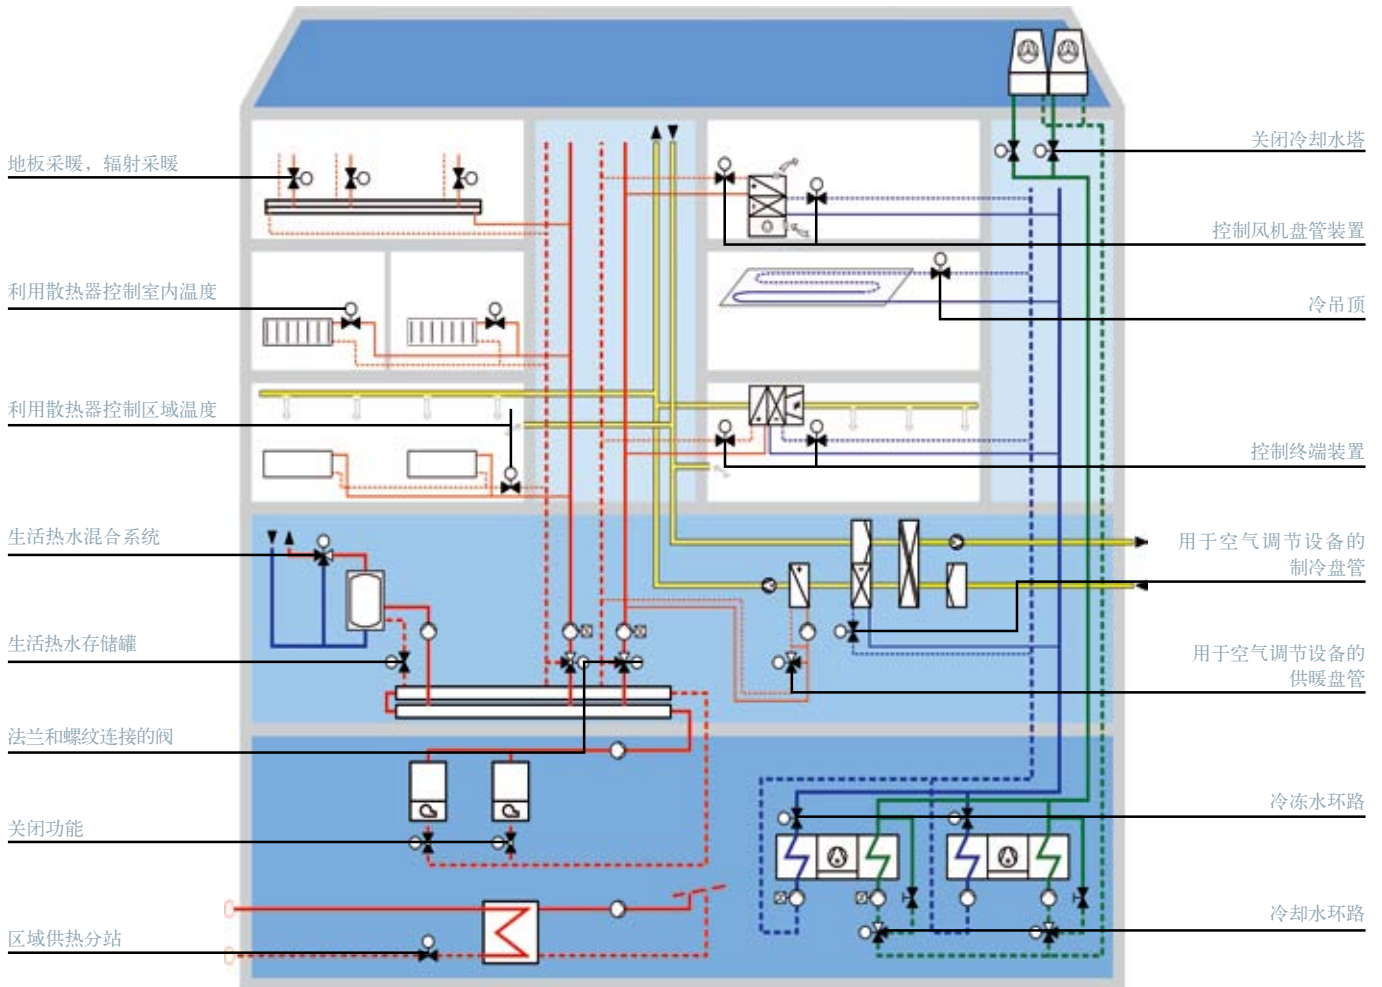 地板采暖，辐射采暖
利用散热器控制室内温度
利用散热器控制区域温度
生活热水混合系统
生活热水存储罐
法兰和螺纹连接的阀
关闭功能
区域供热分站
关闭冷却水塔
控制风机盘管装置
冷吊顶
控制终端装置
用于空气调节设备的
制冷盘管
用于空气调节设备的
供暖盘管
冷冻水环路
冷却水环路